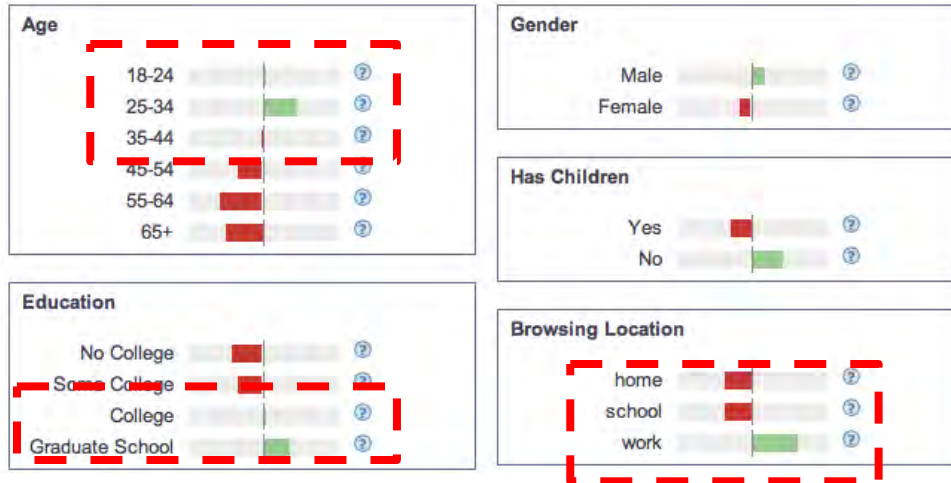 Age
18-24 ?
25-34 ?
35-44 ?
45-54 ?
55-64 ?
65+ ?
Education
No College ?
Some College ?
College ?
Graduate School ?
Gender
Male ?
Female ?
Has Children
Yes ?
No ?
Browsing Location
home ?
school ?
work ?